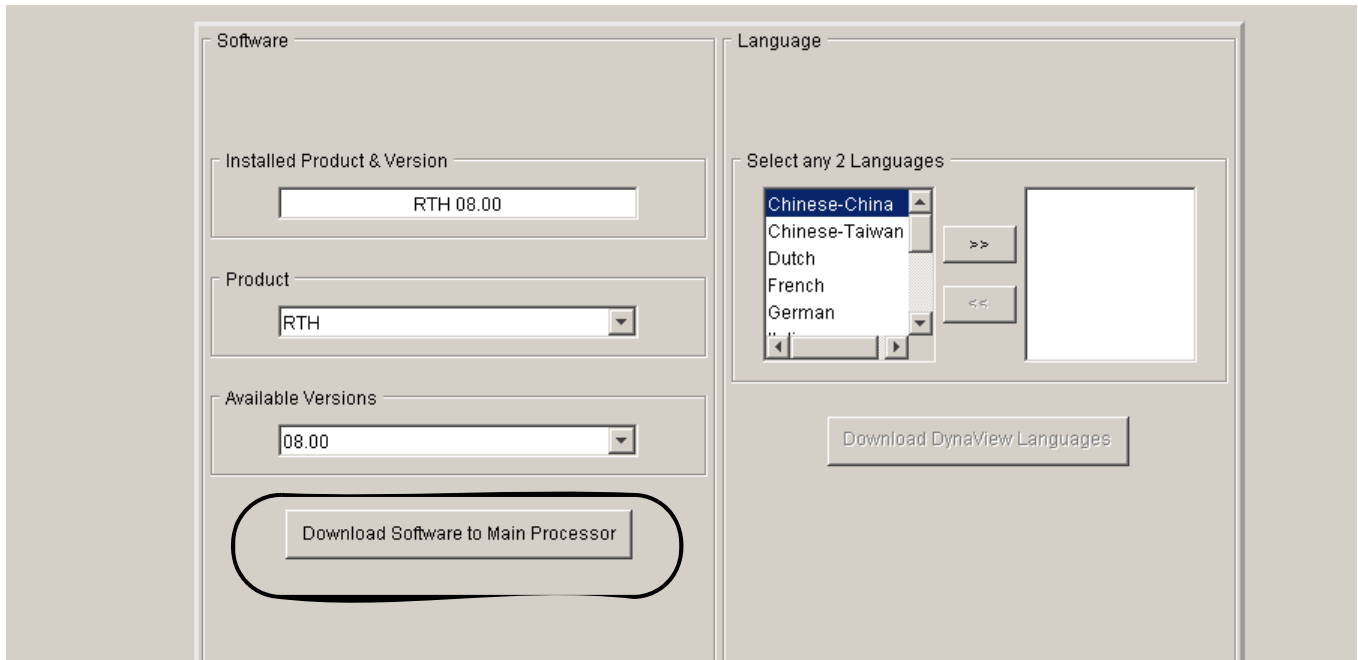 Software
Installed Product & Version
RTH 08.00
Product
RTH
Available Versions
08.00
Download Software to Main Processor
Language
Select any 2 Languages
Chinese-China
Chinese-Taiwan
Dutch
French
German
>>
<<
Download DynaView Languages